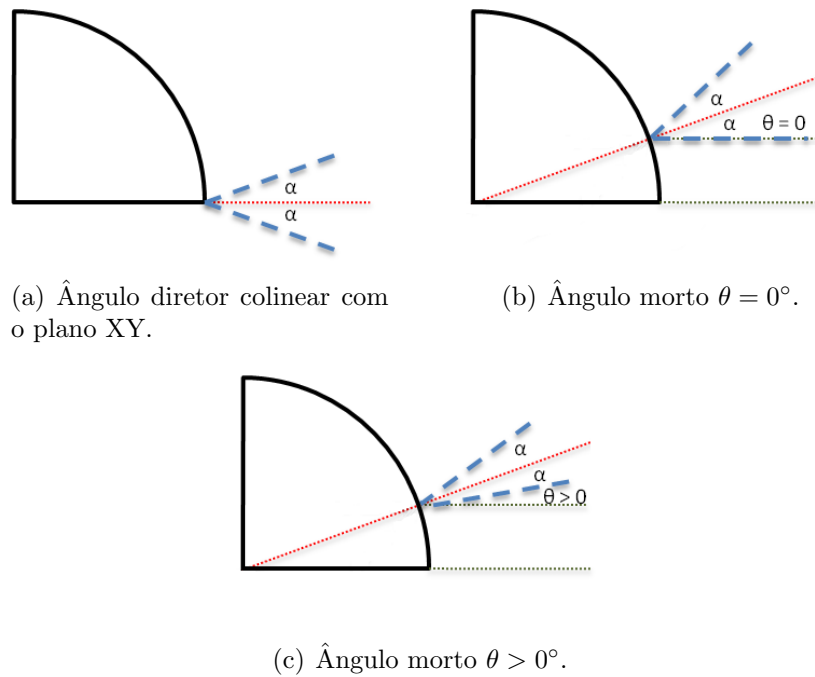 α
α
α
α θ = 0
(a) Ângulo diretor colinear com
o plano XY.
(b) Ângulo morto θ = 0°.
α
α
θ > 0
(c) Ângulo morto θ > 0°.